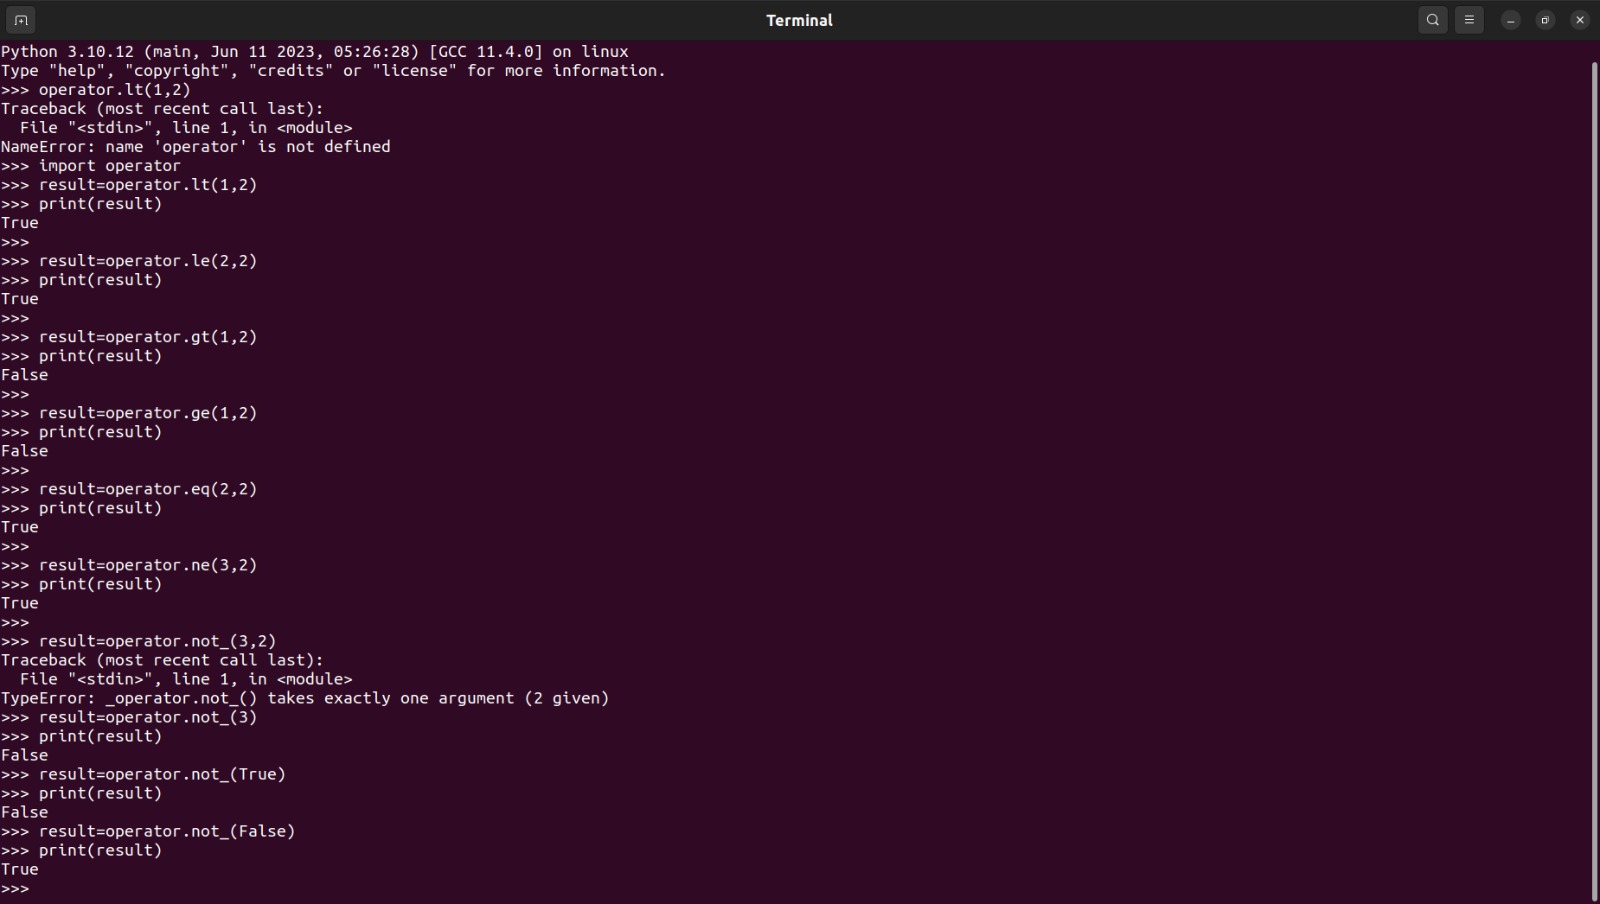 Terminal
Python 3.10.12 (main, Jun 11 2023, 05:26:28) [GCC 11.4.0] on linux
Type "help", "copyright", "credits" or "license" for more information.
>>> operator.lt(1,2)
Traceback (most recent call last):
  File "<stdin>", line 1, in <module>
NameError: name 'operator' is not defined
>>> import operator
>>> result=operator.lt(1,2)
>>> print(result)
True
>>>
>>> result=operator.le(2,2)
>>> print(result)
True
>>>
>>> result=operator.gt(1,2)
>>> print(result)
False
>>>
>>> result=operator.ge(1,2)
>>> print(result)
False
>>>
>>> result=operator.eq(2,2)
>>> print(result)
True
>>>
>>> result=operator.ne(3,2)
>>> print(result)
True
>>>
>>> result=operator.not_(3,2)
Traceback (most recent call last):
  File "<stdin>", line 1, in <module>
TypeError: _operator.not_() takes exactly one argument (2 given)
>>> result=operator.not_(3)
>>> print(result)
False
>>> result=operator.not_(True)
>>> print(result)
False
>>> result=operator.not_(False)
>>> print(result)
True
>>>